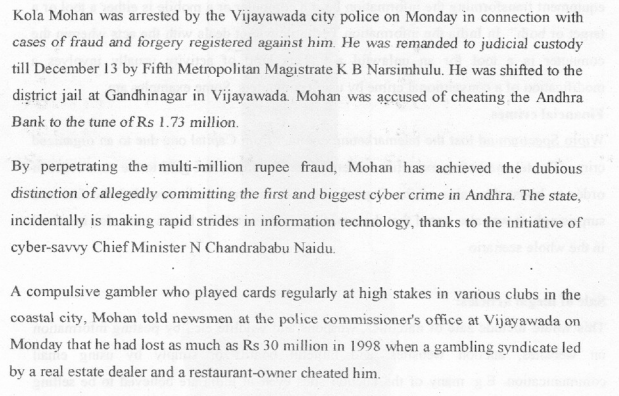 Kola Mohan was arrested by the Vijayawada city police on Monday in connection with
cases of fraud and forgery registered against him. He was remanded to judicial custody
till December 13 by Fifth Metropolitan Magistrate K B Narsimhulu. He was shifted to the
district jail at Gandhinagar in Vijayawada. Mohan was accused of cheating the Andhra
Bank to the tune of Rs 1.73 million.
By perpetrating the multi-million rupee fraud, Mohan has achieved the dubious
distinction of allegedly committing the first and biggest cyber crime in Andhra. The state,
incidentally is making rapid strides in information technology, thanks to the initiative of
cyber-savvy Chief Minister N Chandrababu Naidu.
A compulsive gambler who played cards regularly at high stakes in various clubs in the
coastal city, Mohan told newsmen at the police commissioner's office at Vijayawada on
Monday that he had lost as much as Rs 30 million in 1998 when a gambling syndicate led
by a real estate dealer and a restaurant-owner cheated him.